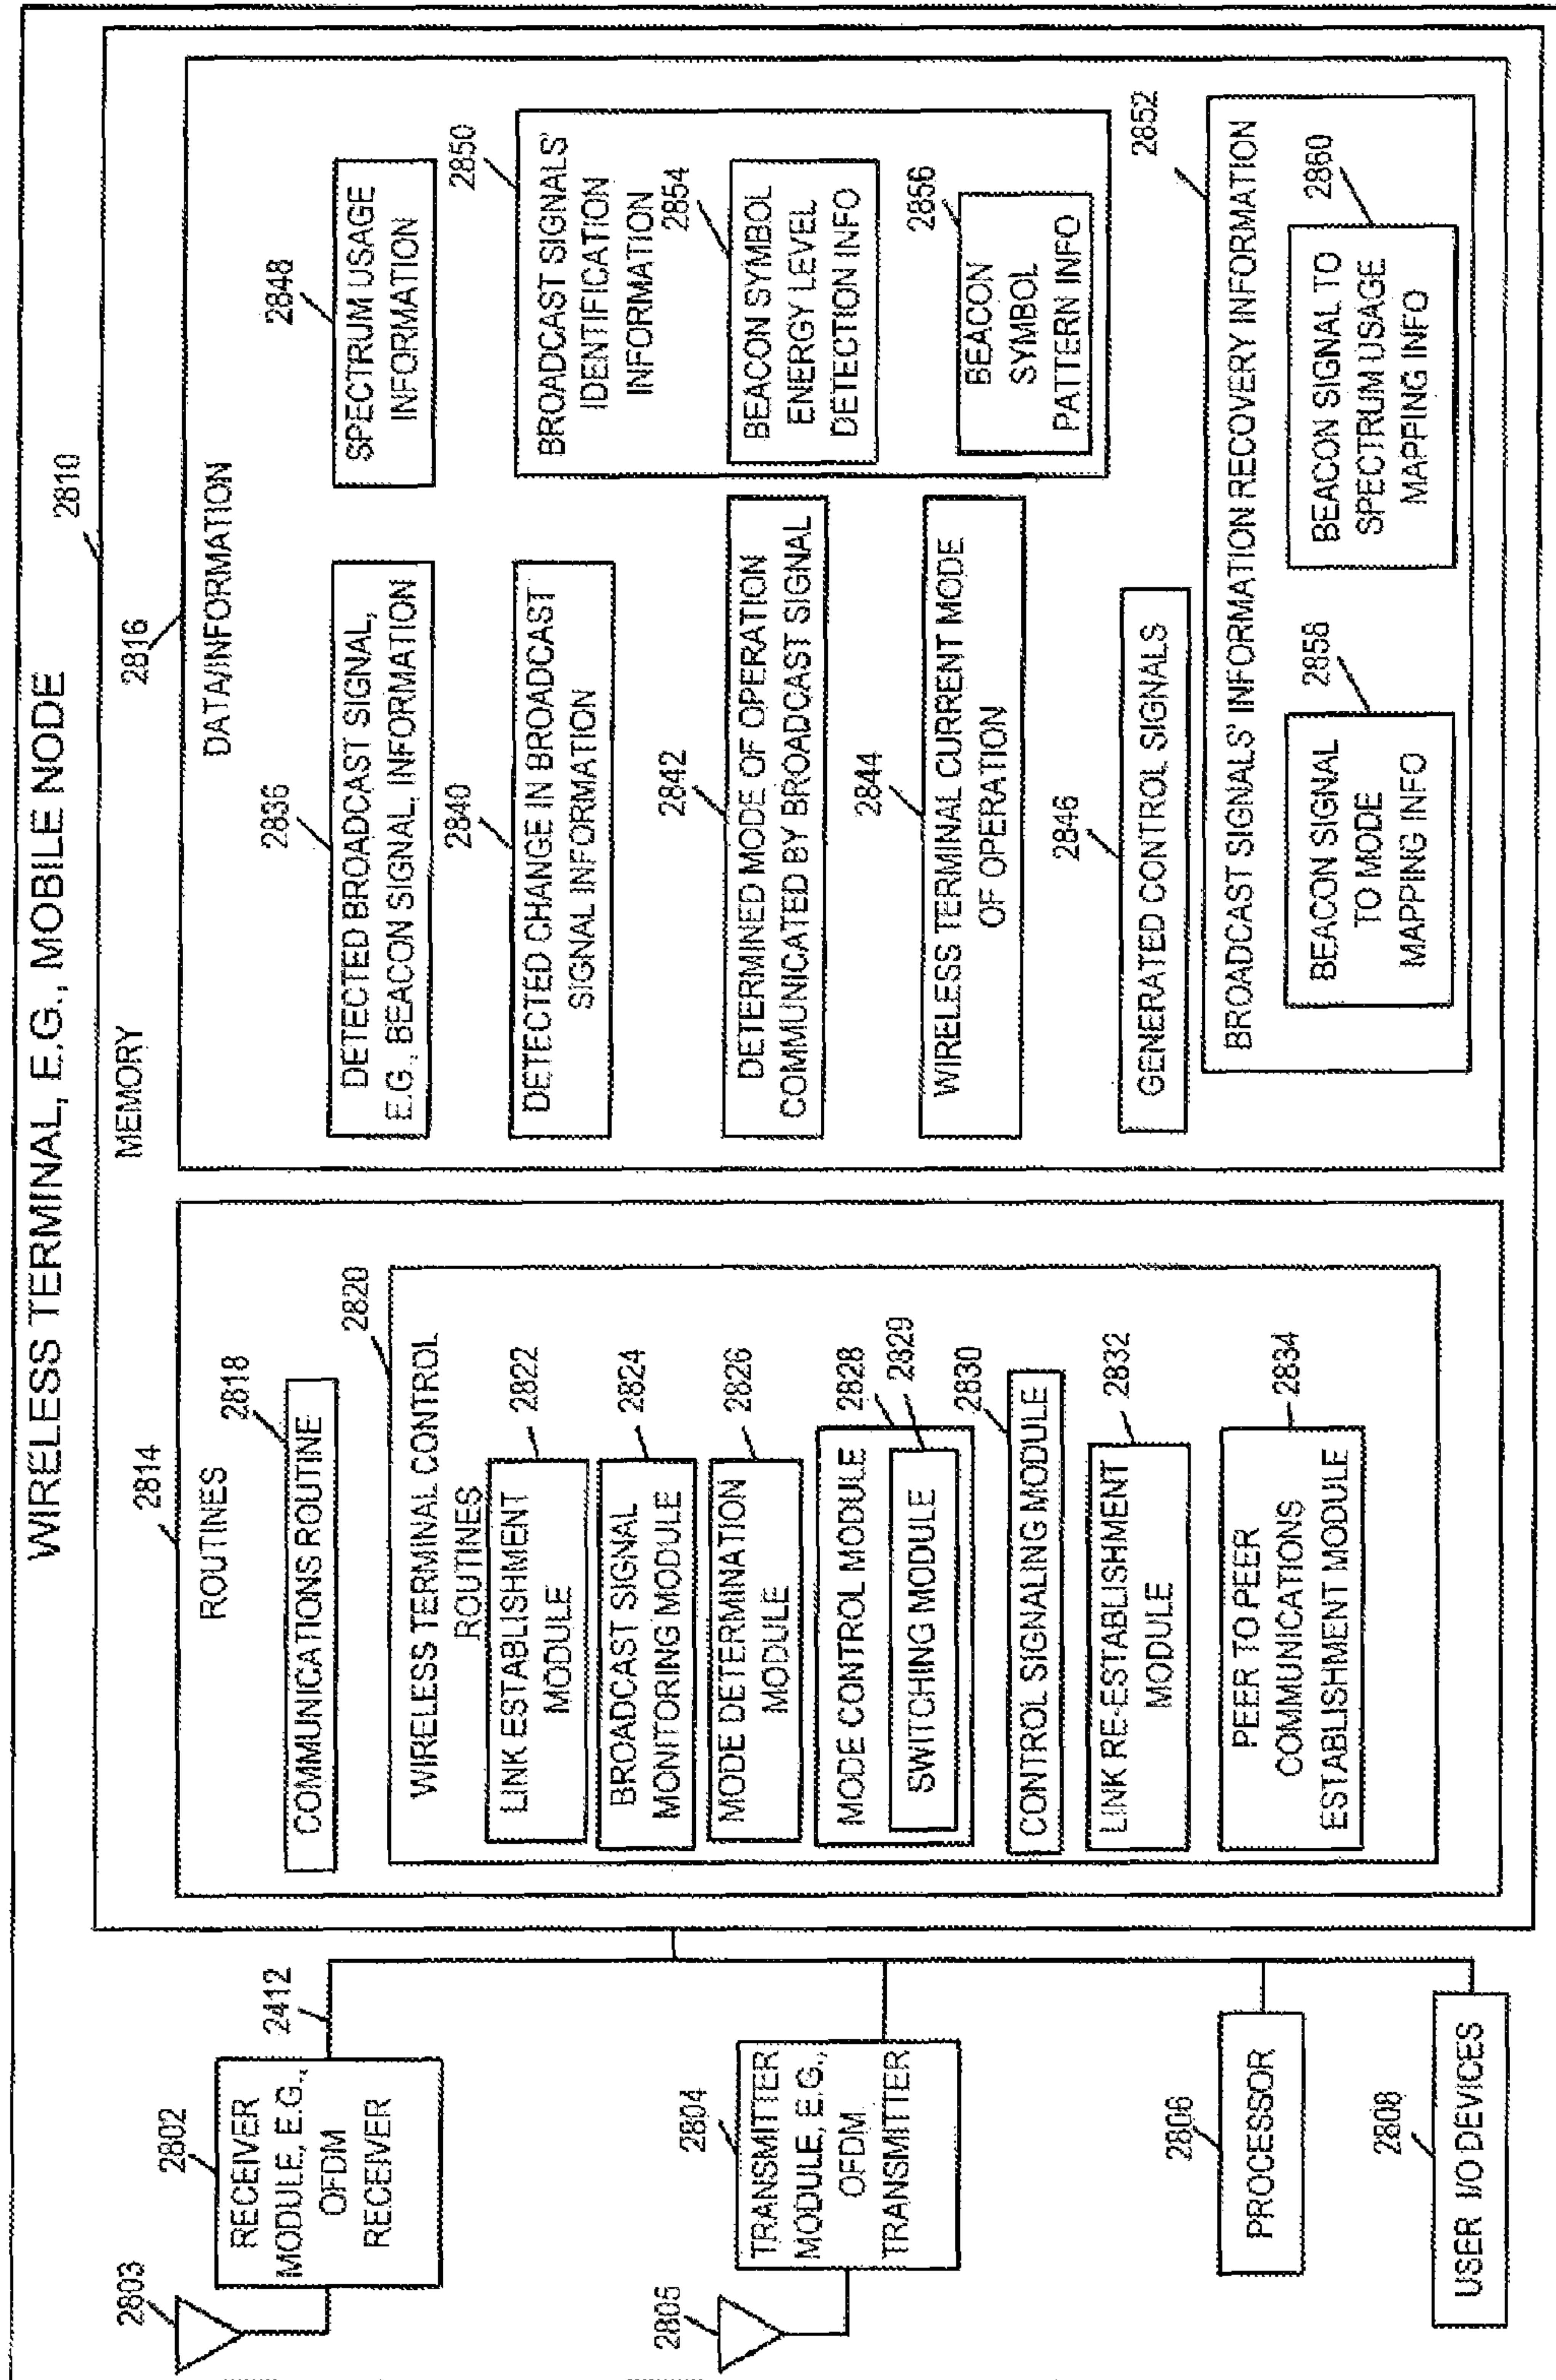 WIRELESS TERMINAL, E.G., MOBILE NODE
2803
2802
RECEIVER
MODULE, E.G.,
OFDM
RECEIVER
2412
2805
2804
TRANSMITTER
MODULE, E.G.,
OFDM
TRANSMITTER
2806
PROCESSOR
2808
USER I/O DEVICES
2810
MEMORY
2814
ROUTINES
2818
COMMUNICATIONS ROUTINE
2820
WIRELESS TERMINAL CONTROL
ROUTINES
2822
LINK ESTABLISHMENT
MODULE
2824
BROADCAST SIGNAL
MONITORING MODULE
2826
MODE DETERMINATION
MODULE
2828
MODE CONTROL MODULE
2829
SWITCHING MODULE
2830
CONTROL SIGNALING MODULE
2832
LINK RE-ESTABLISHMENT
MODULE
2834
PEER TO PEER
COMMUNICATIONS
ESTABLISHMENT MODULE
2816
DATA/INFORMATION
2836
DETECTED BROADCAST SIGNAL,
E.G., BEACON SIGNAL, INFORMATION
2840
DETECTED CHANGE IN BROADCAST
SIGNAL INFORMATION
2842
DETERMINED MODE OF OPERATION
COMMUNICATED BY BROADCAST SIGNAL
2844
WIRELESS TERMINAL CURRENT MODE
OF OPERATION
2846
GENERATED CONTROL SIGNALS
2848
SPECTRUM USAGE
INFORMATION
2850
BROADCAST SIGNALS'
IDENTIFICATION
INFORMATION
2854
BEACON SYMBOL
ENERGY LEVEL
DETECTION INFO
2856
BEACON
SYMBOL
PATTERN INFO
2852
BROADCAST SIGNALS' INFORMATION RECOVERY INFORMATION
2858
BEACON SIGNAL
TO MODE
MAPPING INFO
2860
BEACON SIGNAL TO
SPECTRUM USAGE
MAPPING INFO